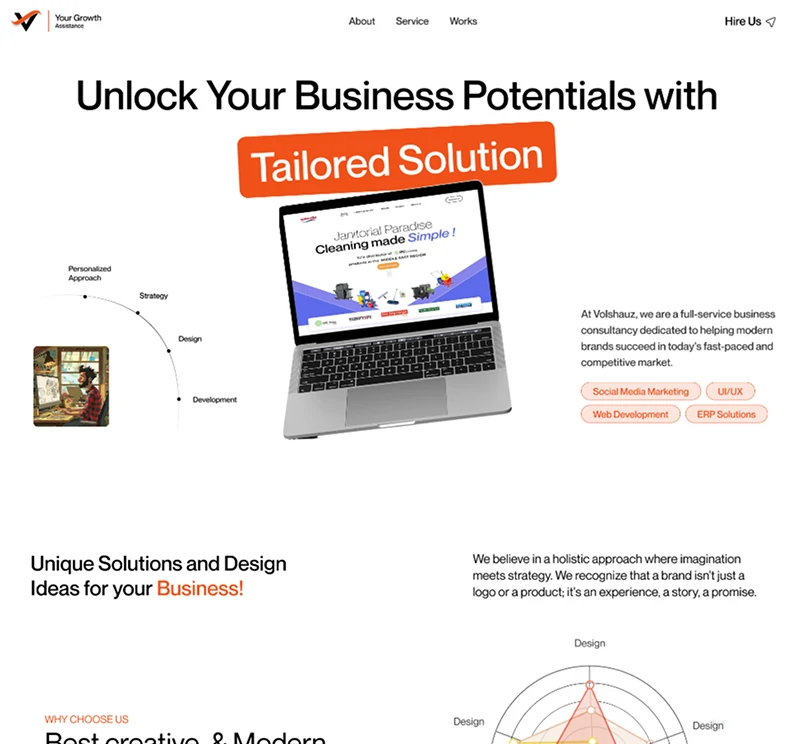 Your Growth
Assistance
About
Service
Works
Hire Us
Unlock Your Business Potentials with
Tailored Solution
Janitorial Paradise
Cleaning made Simple !
Personalized
Approach
Strategy
Design
Development
At Volshauz, we are a full-service business
consultancy dedicated to helping modern
brands succeed in today's fast-paced and
competitive market.
Social Media Marketing
UI/UX
Web Development
ERP Solutions
Unique Solutions and Design
Ideas for your Business!
We believe in a holistic approach where imagination
meets strategy. We recognize that a brand isn't just a
logo or a product; it's an experience, a story, a promise.
Design
Design
Design
WHY CHOOSE US
Best creative & Modern